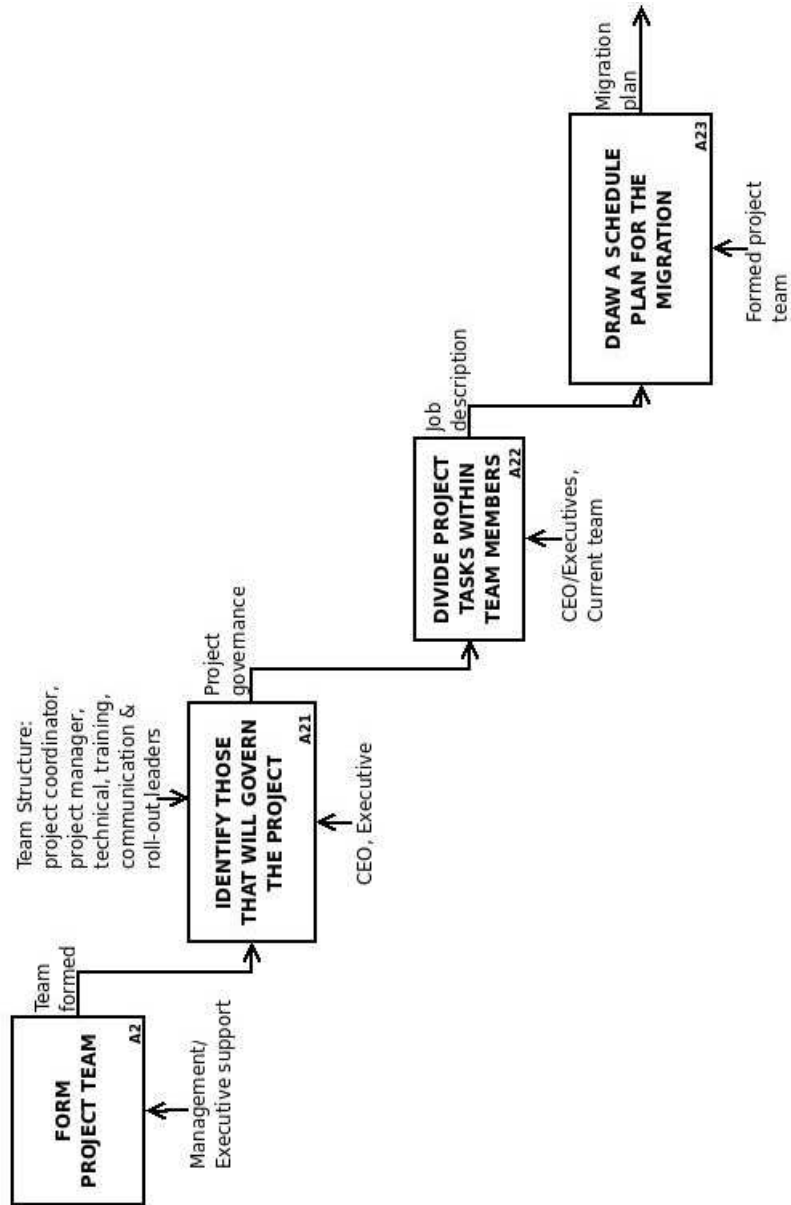 FORM
PROJECT TEAM
A2
Team
formed
Management/
Executive support
Team Structure:
project coordinator,
project manager,
technical, training,
communication &
roll-out leaders
IDENTIFY THOSE
THAT WILL GOVERN
THE PROJECT
A21
Project
governance
CEO, Executive
DIVIDE PROJECT
TASKS WITHIN
TEAM MEMBERS
A22
Job
description
CEO/Executives,
Current team
DRAW A SCHEDULE
PLAN FOR THE
MIGRATION
A23
Migration
plan
Formed project
team